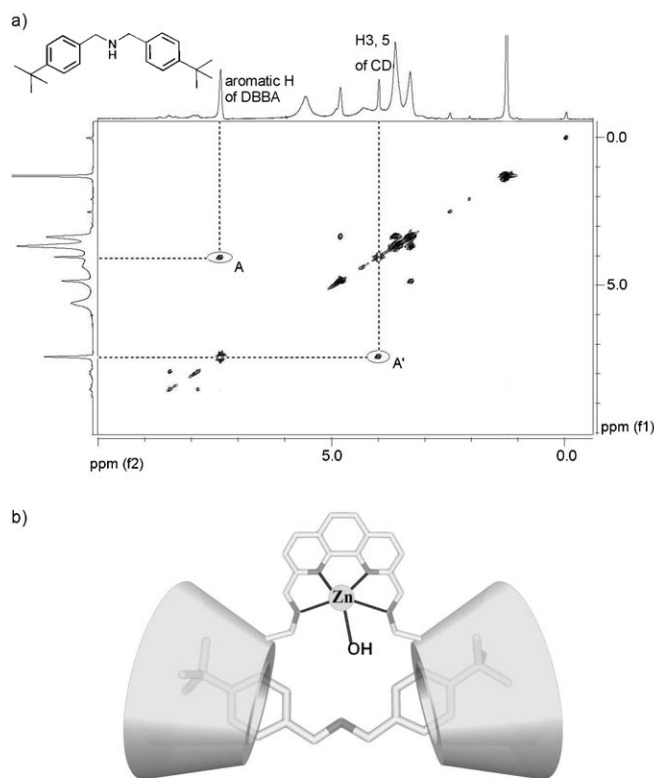 a)
N
H
aromatic H
of DBBA
H3, 5
of CD
0.0
A
5.0
A'
ppm (f1)
5.0
0.0
ppm (f2)
b)
Zn
OH